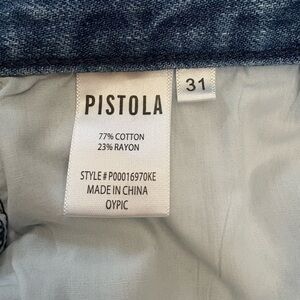 PISTOLA
31
77% COTTON
23% RAYON
STYLE # P00016970KE
MADE IN CHINA
OYPIC